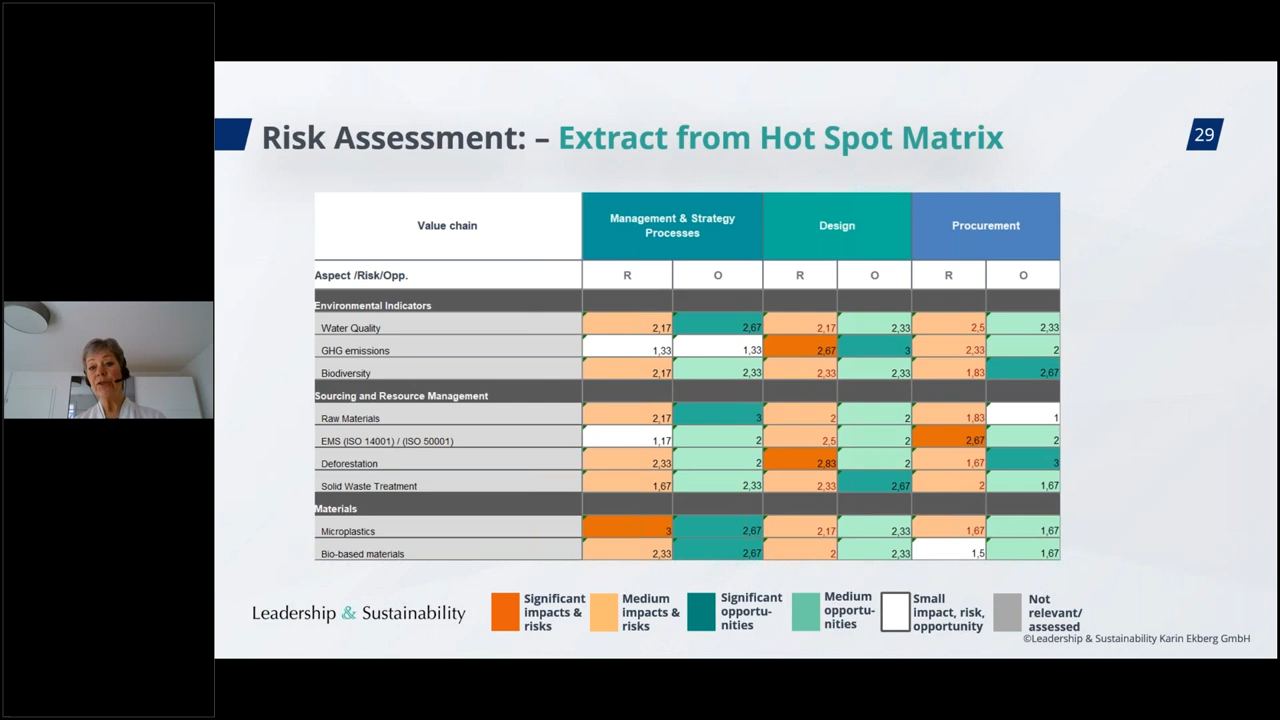 Risk Assessment: – Extract from Hot Spot Matrix
29
Value chain
Management & Strategy
Processes
Design
Procurement
Aspect /Risk/Opp. R O R O R O
Environmental Indicators
Water Quality 2,17 2,67 2,17 2,33 2,5 2,33
GHG emissions 1,33 1,33 2,67 3 2,33 2
Biodiversity 2,17 2,33 2,33 2,33 1,83 2,67
Sourcing and Resource Management
Raw Materials 2,17 3 2 2 1,83 1
EMS (ISO 14001) / (ISO 50001) 1,17 2 2,5 2 2,67 2
Deforestation 2,33 2 2,83 2 1,67 3
Solid Waste Treatment 1,67 2,33 2,33 2,67 2 1,67
Materials
Microplastics 3 2,67 2,17 2,33 1,67 1,67
Bio-based materials 2,33 2,67 2 2,33 1,5 1,67
Leadership & Sustainability
Significant
impacts &
risks
Medium
impacts &
risks
Significant
opportu-
nities
Medium
opportu-
nities
Small
impact, risk,
opportunity
Not
relevant/
assessed
©Leadership & Sustainability Karin Ekberg GmbH